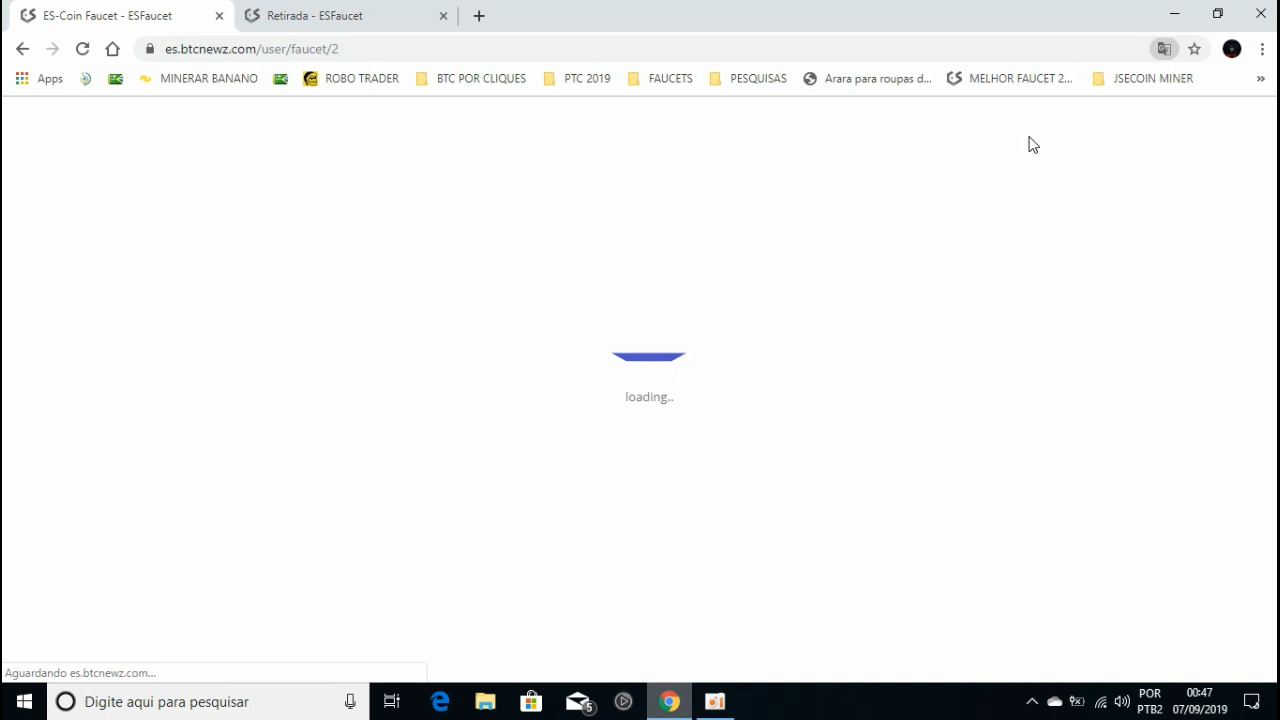 ES-Coin Faucet - ESFaucet
Retirada - ESFaucet
es.btcnewz.com/user/faucet/2
Apps
MINERAR BANANO
ROBO TRADER
BTC POR CLIQUES
PTC 2019
FAUCETS
PESQUISAS
Arara para roupas d...
MELHOR FAUCET 2...
JSECOIN MINER
»
loading..
Aguardando es.btcnewz.com...
Digite aqui para pesquisar
5
POR
PTB2
00:47
07/09/2019